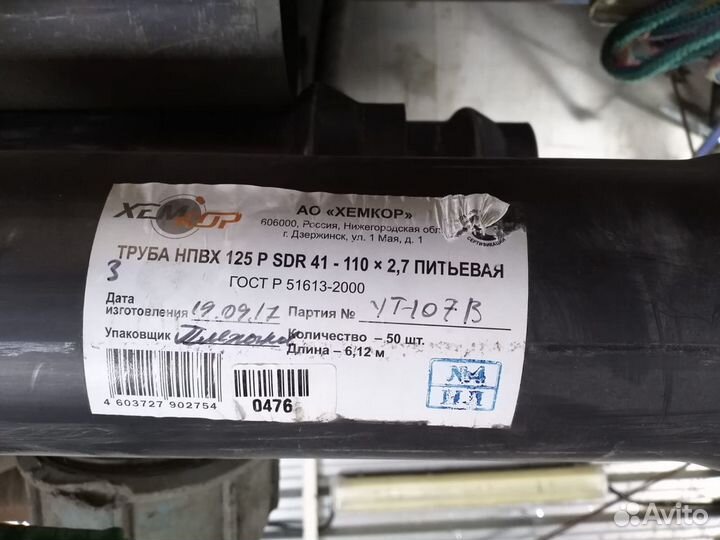 ХЕМКОР
АО «ХЕМКОР»
606000, Россия, Нижегородская обл
г. Дзержинск, ул. 1 Мая, д. 1
СЕРТИФИКАЦИЯ
ТРУБА НПВХ 125 Р SDR 41 - 110 × 2,7 ПИТЬЕВАЯ
3
ГОСТ Р 51613-2000
Дата изготовления 19.09.17 Партия № УТ-107В
Упаковщик
Количество – 50 шт.
Длина – 6,12 м
4 603727 902754
0476
№4
Avito